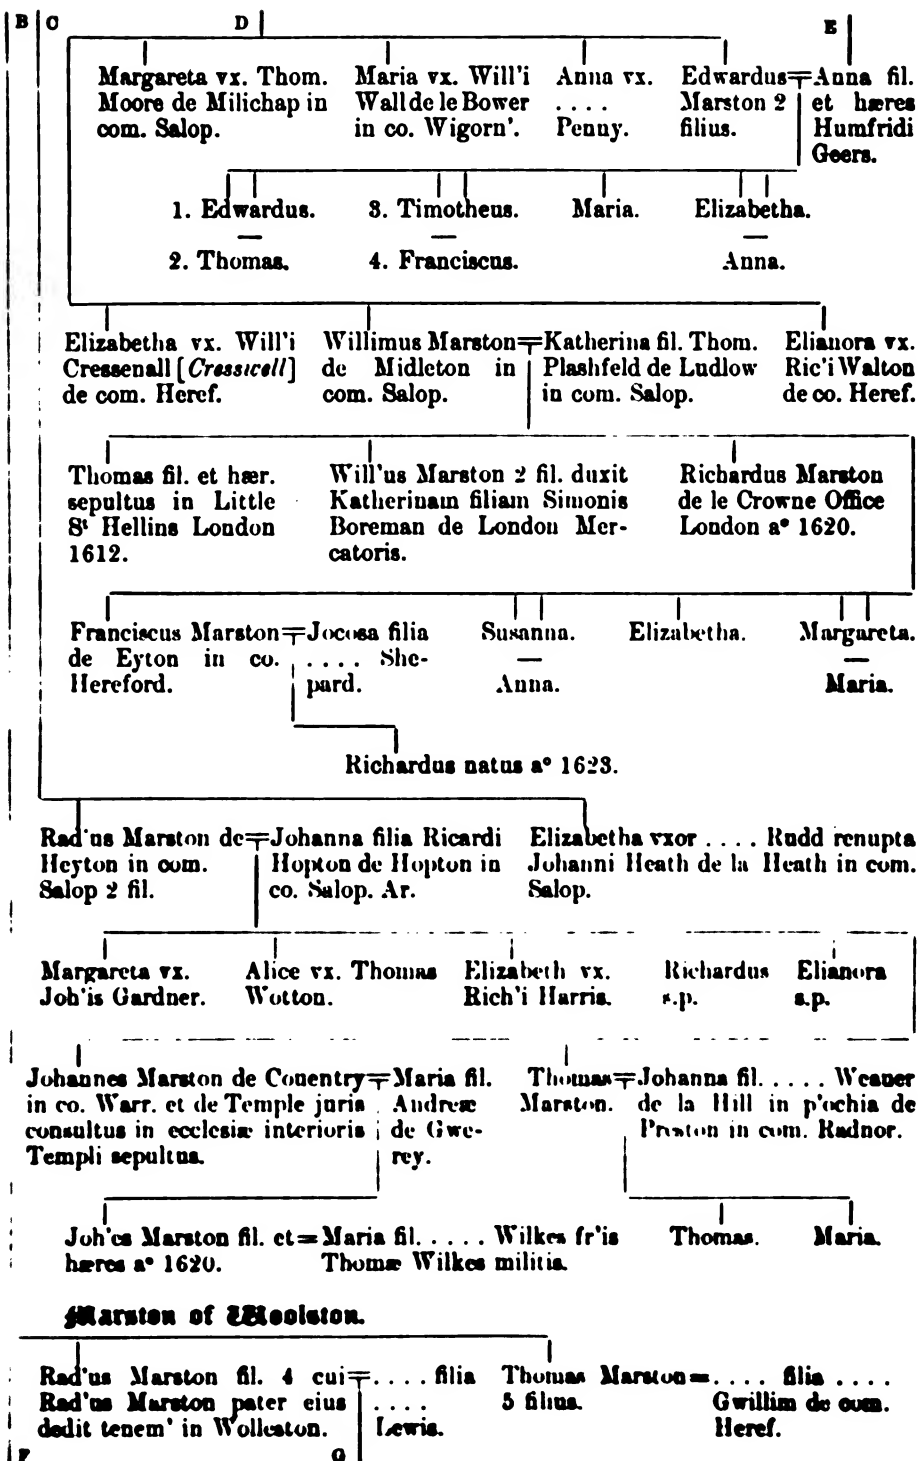 B C D E
Margareta vx. Thom. Maria vx. Will'i Anna vx. Edwardus Anna fil.
Moore de Milichap in Wall de le Bower .... Marston 2 et hæres
com. Salop. in co. Wigorn'. Penny. filius. Humfridi
Geers.
1. Edwardus. 3. Timotheus. Maria. Elizabetha.
2. Thomas. 4. Franciscus. Anna.
Elizabetha vx. Will'i Willimus Marston Katherina fil. Thom. Elianora vx.
Cressenall [Cresswell] de Midleton in Plashfeld de Ludlow Ric'i Walton
de com. Heref. com. Salop. in com. Salop. de co. Heref.
Thomas fil. et hær. Will'us Marston 2 fil. duxit Richardus Marston
sepultus in Little Katherinam filiam Simonis de le Crowne Office
St Hellins London Boreman de London Mer- London a° 1620.
1612. catoris.
Franciscus Marston Jocosa filia Susanna. Elizabetha. Margareta.
de Eyton in co. .... She- 
Hereford. pard. Anna. Maria.
Richardus natus a° 1623.
Rad'us Marston de Johanna filia Ricardi Elizabetha vxor .... Rudd renupta
Heyton in com. Hopton de Hopton in Johanni Heath de la Heath in com.
Salop 2 fil. co. Salop. Ar. Salop.
Margareta vx. Alice vx. Thomas Elizabeth vx. Richardus Elianora
Joh'is Gardner. Wotton. Rich'i Harris. s.p. s.p.
Johannes Marston de Couentry Maria fil. Thomas Johanna fil. .... Weauer
in co. Warr. et de Temple juris Andreæ Marston. de la Hill in p'ochia de
consultus in ecclesiæ interioris de Gwe- Preston in com. Radnor.
Templi sepultus. rey.
Joh'es Marston fil. et = Maria fil. .... Wilkes fr'is Thomas. Maria.
hæres a° 1620. Thomæ Wilkes militis.
Marston of Woolston.
Rad'us Marston fil. 4 cui .... filia Thomas Marston = .... filia ....
Rad'us Marston pater eius .... 5 filius. Gwillim de com.
dedit tenem' in Wolleston. Lewis. Heref.
F G